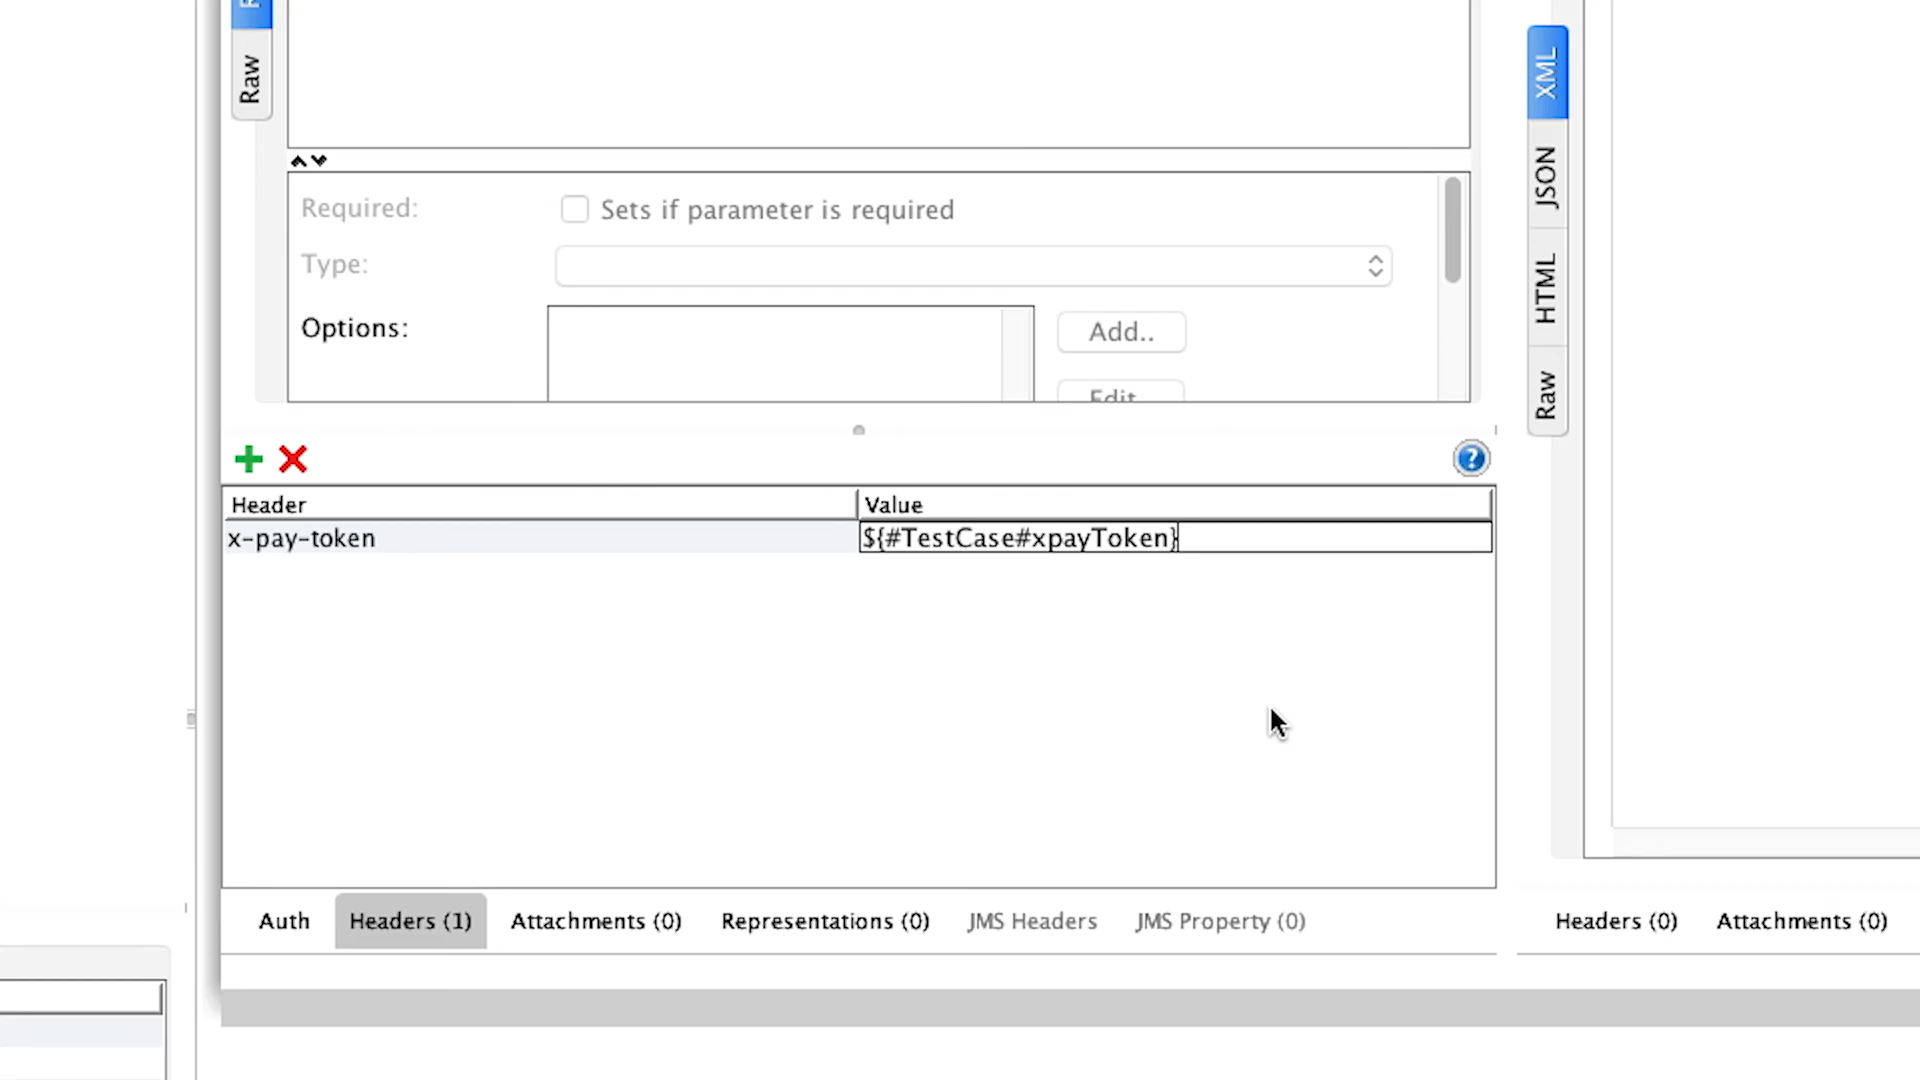 Raw
XML
JSON
HTML
Raw
Required:
Sets if parameter is required
Type:
Options:
Add..
Edit
Header
Value
x-pay-token
${#TestCase#xpayToken}
Auth
Headers (1)
Attachments (0)
Representations (0)
JMS Headers
JMS Property (0)
Headers (0)
Attachments (0)